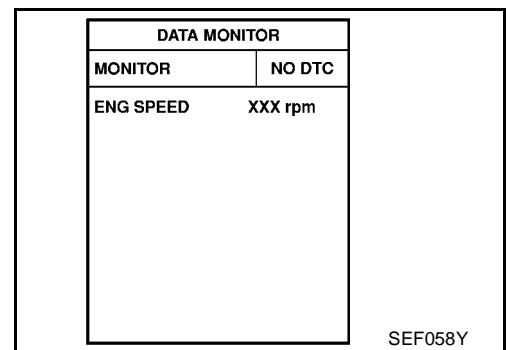 DATA MONITOR
MONITOR NO DTC
ENG SPEED XXX rpm
SEF058Y